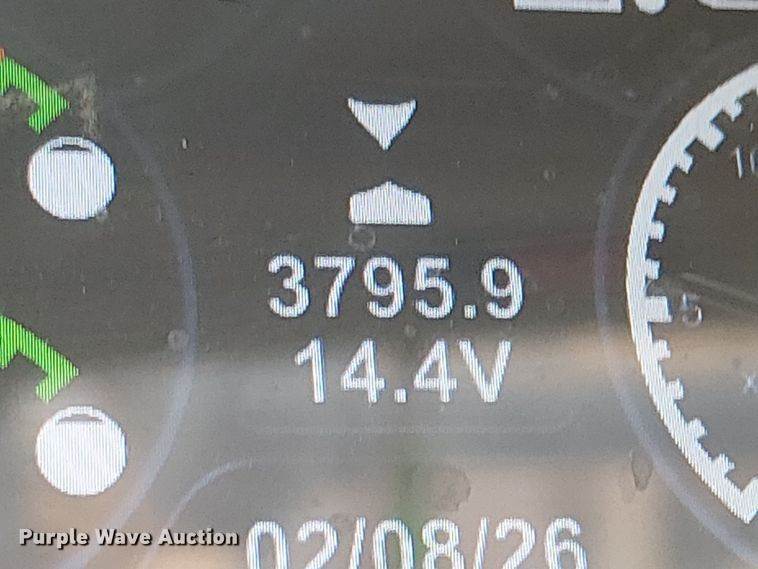 3795.9
14.4V
02/08/26
Purple Wave Auction